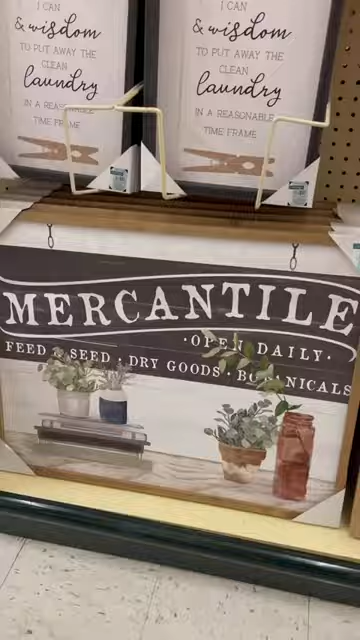 I CAN
& wisdom
TO PUT AWAY THE
CLEAN
laundry
IN A REASONABLE
TIME FRAME
I CAN
& wisdom
TO PUT AWAY THE
CLEAN
laundry
IN A REASONABLE
TIME FRAME
MERCANTILE
·OPEN DAILY·
FEED & SEED · DRY GOODS · BOTANICALS